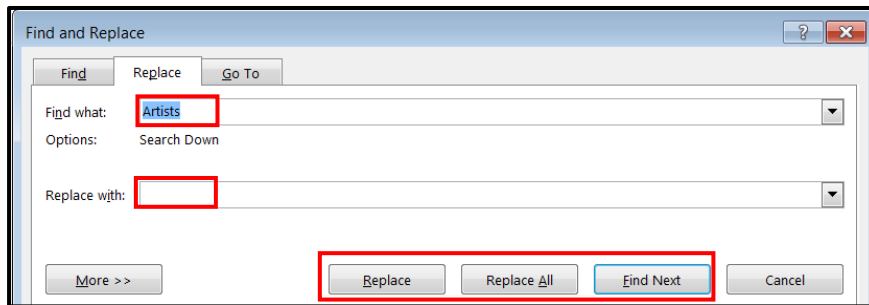 Find and Replace
Find Replace Go To
Find what: Artists
Options: Search Down
Replace with:
More >> Replace Replace All Find Next Cancel